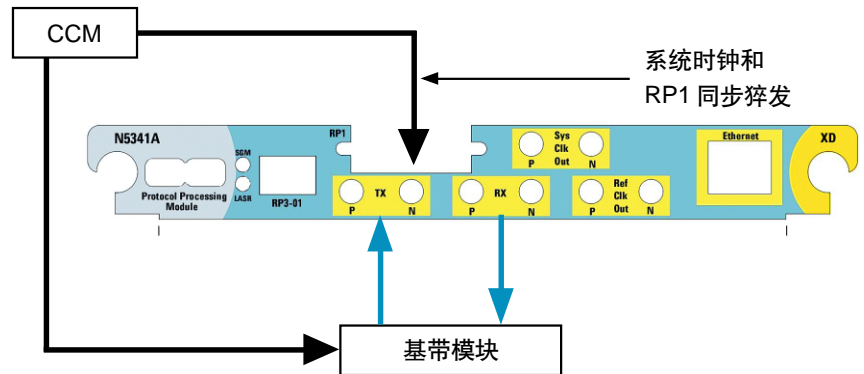 CCM
系统时钟和
RP1 同步猝发
N5341A
RP1
Sys
Clk
P Out N
Ethernet
XD
SGM
LASR
Protocol Processing
Module
RP3-01
TX
P N
RX
P N
Ref
Clk
P Out N
基带模块